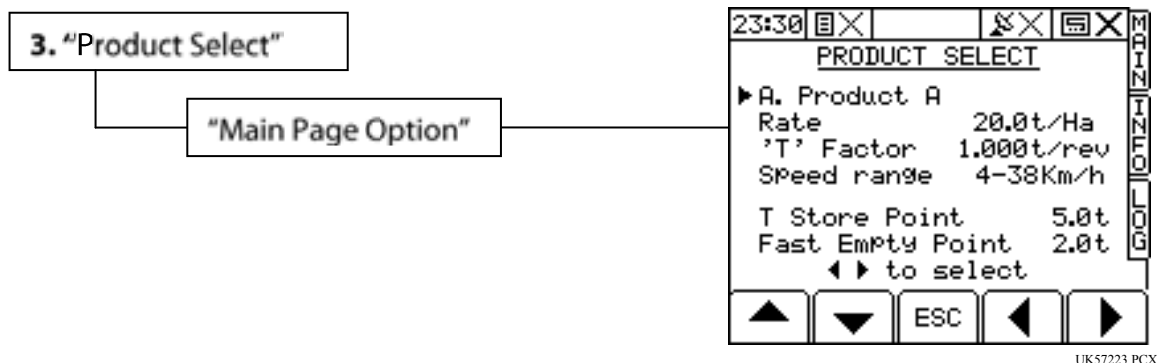 3. "Product Select"
"Main Page Option"
23:30
PRODUCT SELECT
A. Product A
Rate 20.0t/Ha
'T' Factor 1.000t/rev
Speed range 4-38Km/h
T Store Point 5.0t
Fast Empty Point 2.0t
to select
ESC
MAIN
INFO
LOG
UK57223.PCX